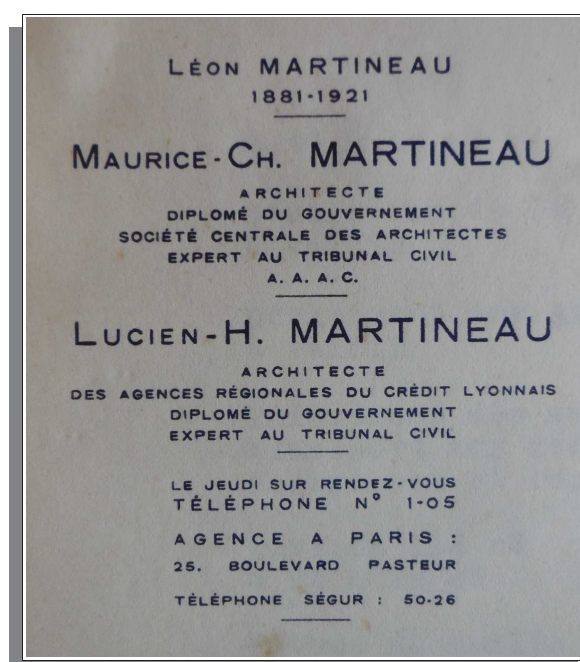 LÉON MARTINEAU
1881-1921
MAURICE-CH. MARTINEAU
ARCHITECTE
DIPLOMÉ DU GOUVERNEMENT
SOCIÉTÉ CENTRALE DES ARCHITECTES
EXPERT AU TRIBUNAL CIVIL
A. A. A. C.
LUCIEN-H. MARTINEAU
ARCHITECTE
DES AGENCES RÉGIONALES DU CRÉDIT LYONNAIS
DIPLOMÉ DU GOUVERNEMENT
EXPERT AU TRIBUNAL CIVIL
LE JEUDI SUR RENDEZ-VOUS
TÉLÉPHONE N° 1-05
AGENCE A PARIS :
25. BOULEVARD PASTEUR
TÉLÉPHONE SÉGUR : 50-26